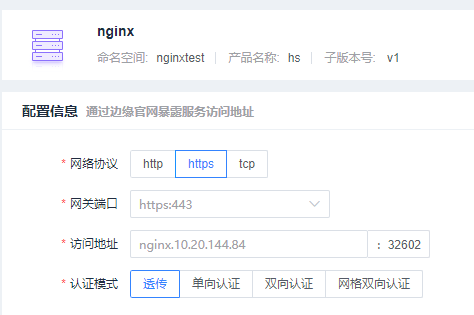 nginx
命名空间: nginxtest 产品名称: hs 子版本号: v1
配置信息 通过边缘官网暴露服务访问地址
* 网络协议 http https tcp
* 网关端口 https:443
* 访问地址 nginx.10.20.144.84 : 32602
* 认证模式 透传 单向认证 双向认证 网格双向认证